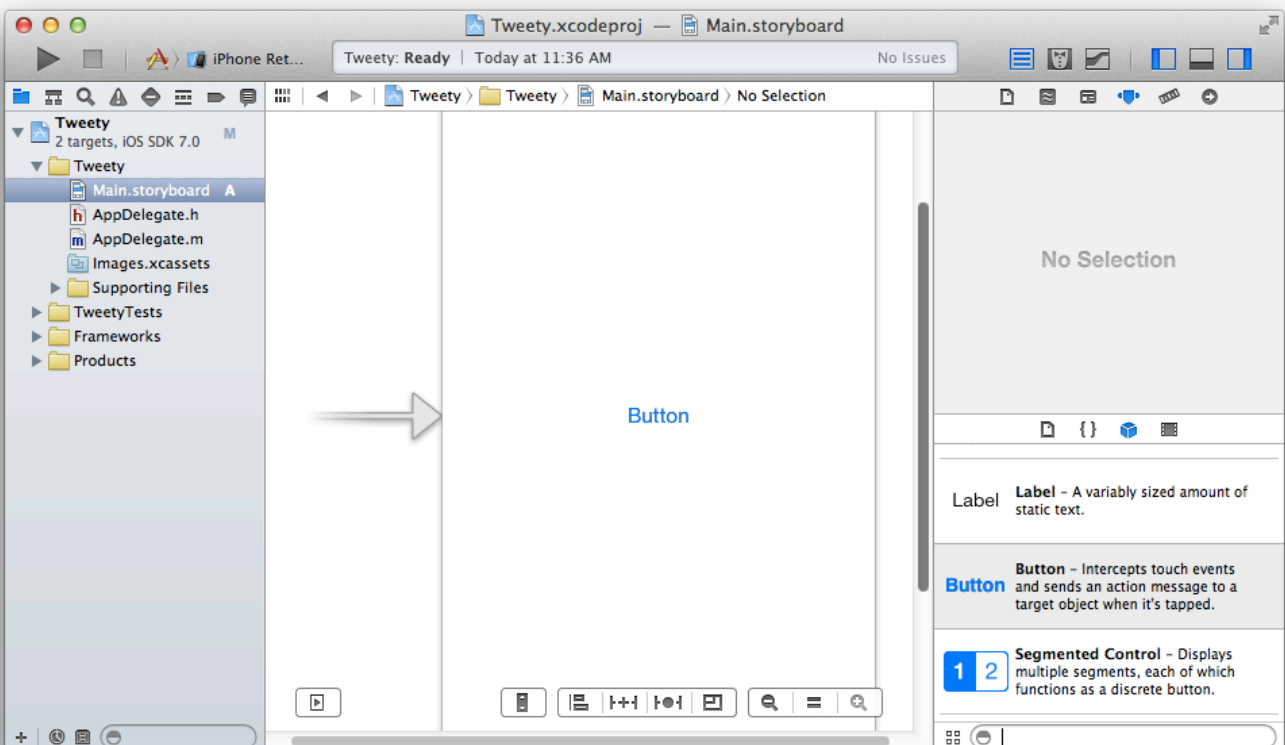 Tweety.xcodeproj — Main.storyboard
iPhone Ret...
Tweety: Ready | Today at 11:36 AM
No Issues
Tweety
Tweety
Main.storyboard
No Selection
Tweety
2 targets, iOS SDK 7.0
M
Tweety
Main.storyboard A
h AppDelegate.h
m AppDelegate.m
Images.xcassets
Supporting Files
TweetyTests
Frameworks
Products
Button
No Selection
{ }
Label
Label – A variably sized amount of
static text.
Button
Button – Intercepts touch events
and sends an action message to a
target object when it's tapped.
1 2
Segmented Control – Displays
multiple segments, each of which
functions as a discrete button.